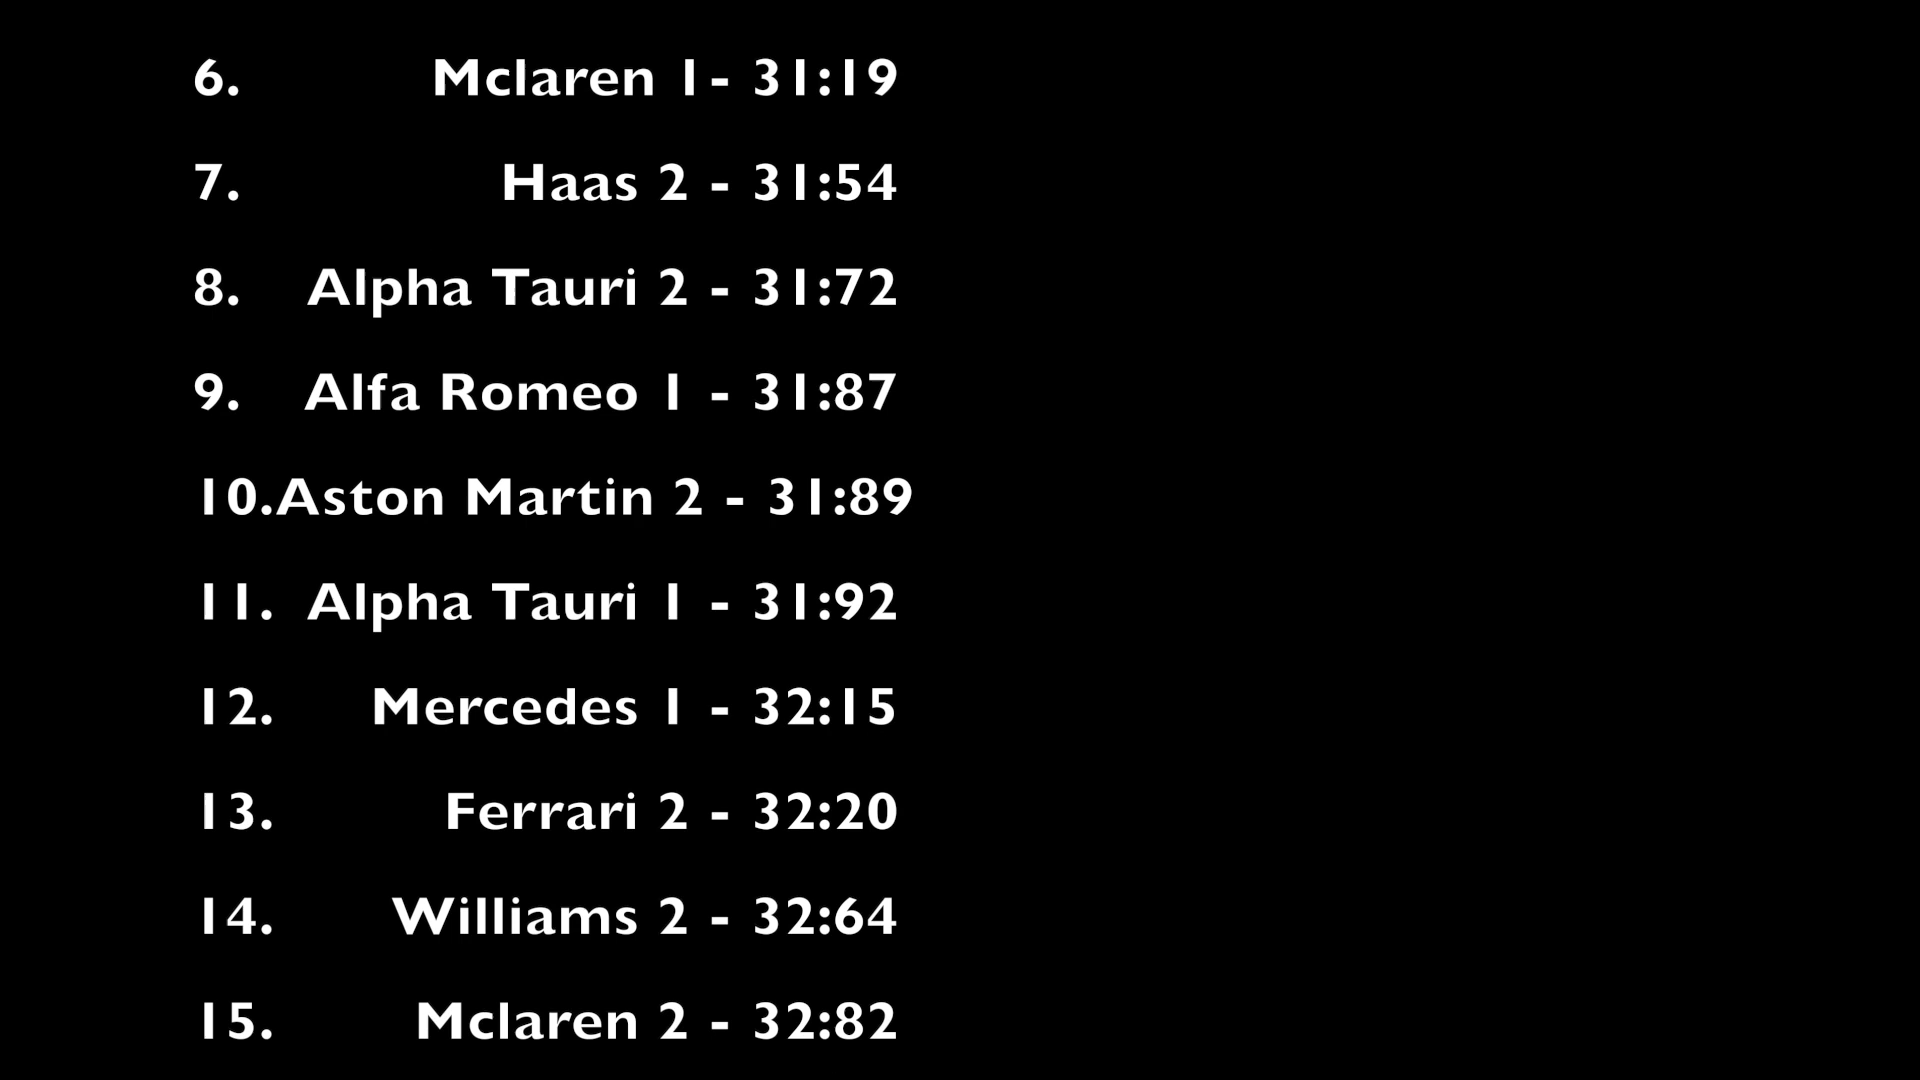 6. Mclaren 1- 31:19
7. Haas 2 - 31:54
8. Alpha Tauri 2 - 31:72
9. Alfa Romeo 1 - 31:87
10.Aston Martin 2 - 31:89
11. Alpha Tauri 1 - 31:92
12. Mercedes 1 - 32:15
13. Ferrari 2 - 32:20
14. Williams 2 - 32:64
15. Mclaren 2 - 32:82